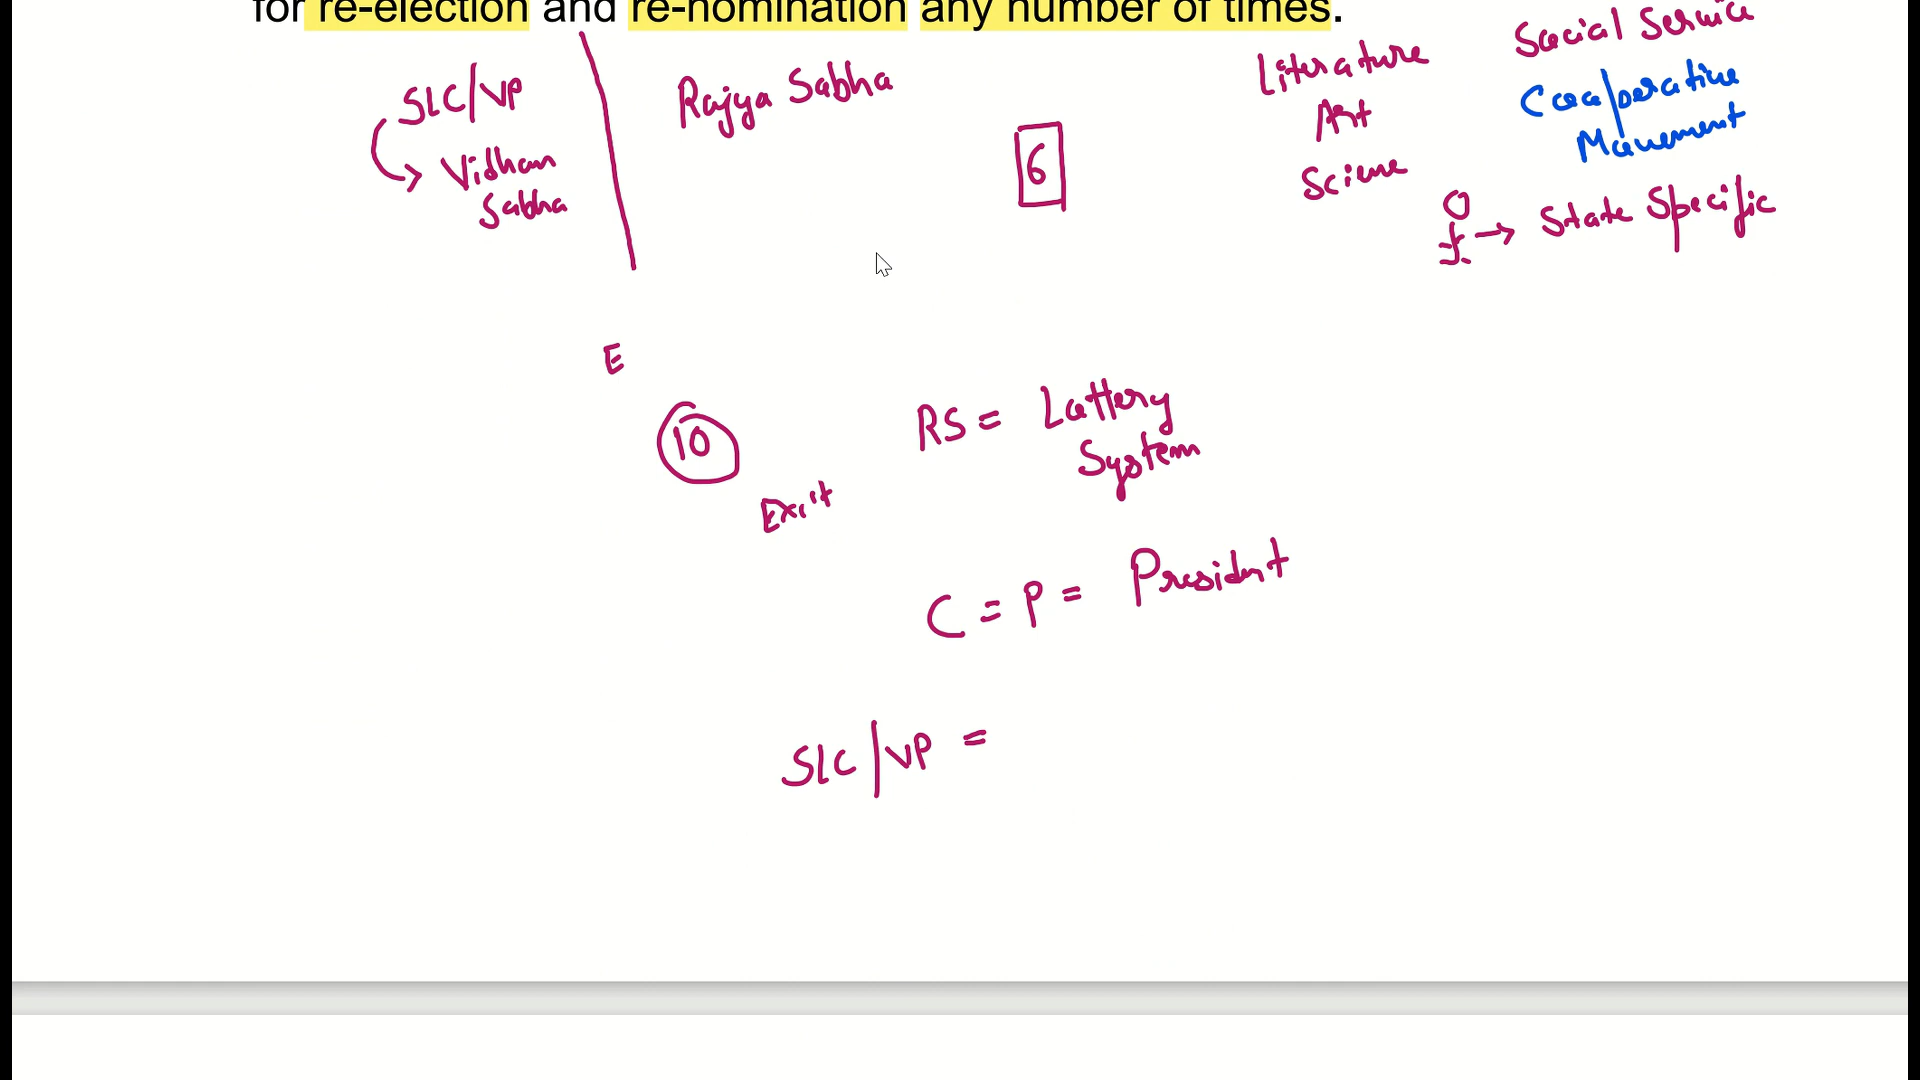 for re-election and re-nomination any number of times.
SLC/VP
Vidhan
Sabha
Rajya Sabha
6
Literature
Art
Science
Social Service
Cooperative
Movement
→ State Specific
E
10
Exit
RS = Lottery
System
C = P = President
SLC/VP =